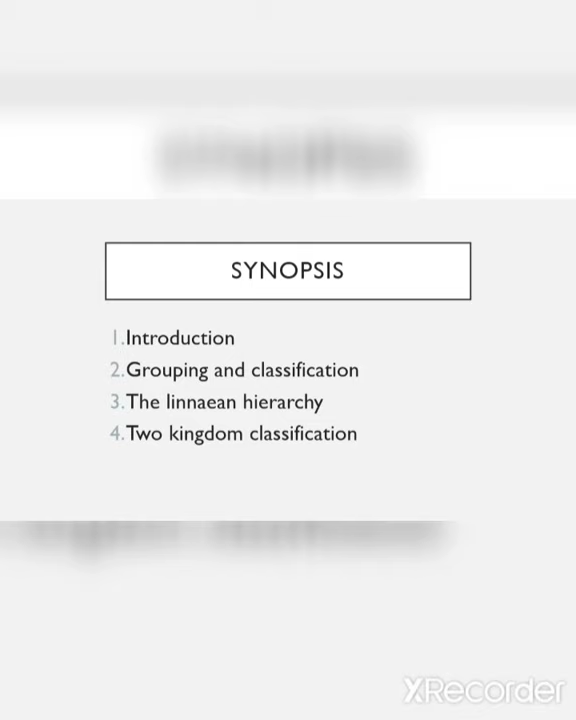 SYNOPSIS
1.Introduction
2.Grouping and classification
3.The linnaean hierarchy
4.Two kingdom classification
XRecorder